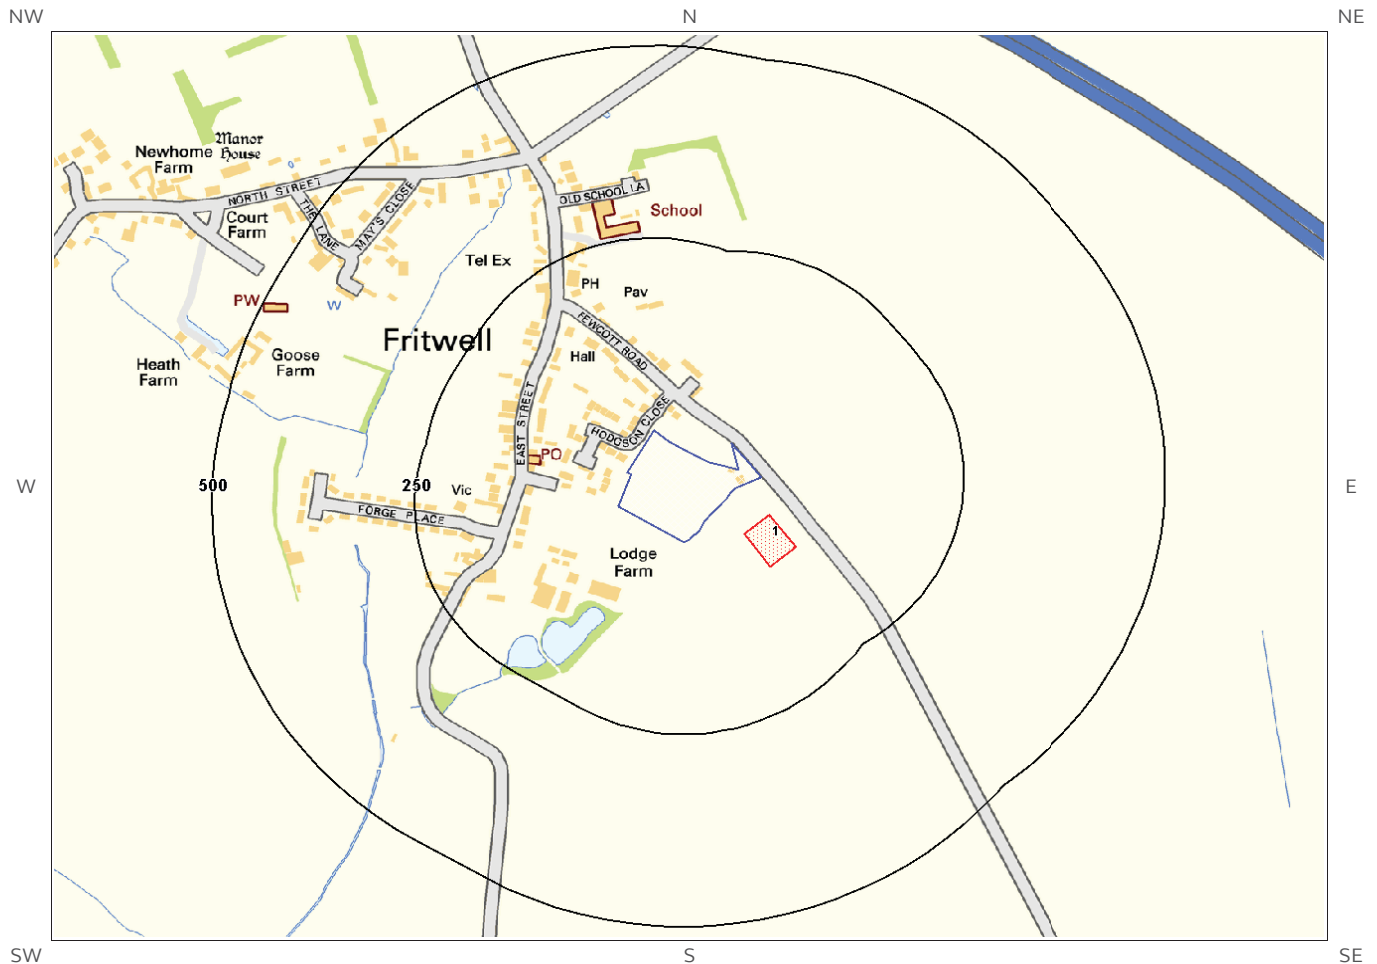 NW
N
NE
Manor
House
Newhome
Farm
NORTH STREET
THE LANE
MAY'S CLOSE
OLD SCHOOL LA
School
Court
Farm
Tel Ex
PH
Pav
PW
W
FEWCOTT ROAD
Fritwell
Hall
Heath
Farm
Goose
Farm
EAST STREET
HODGSON CLOSE
PO
W
500
250
Vic
E
FORGE PLACE
1
Lodge
Farm
SW
S
SE